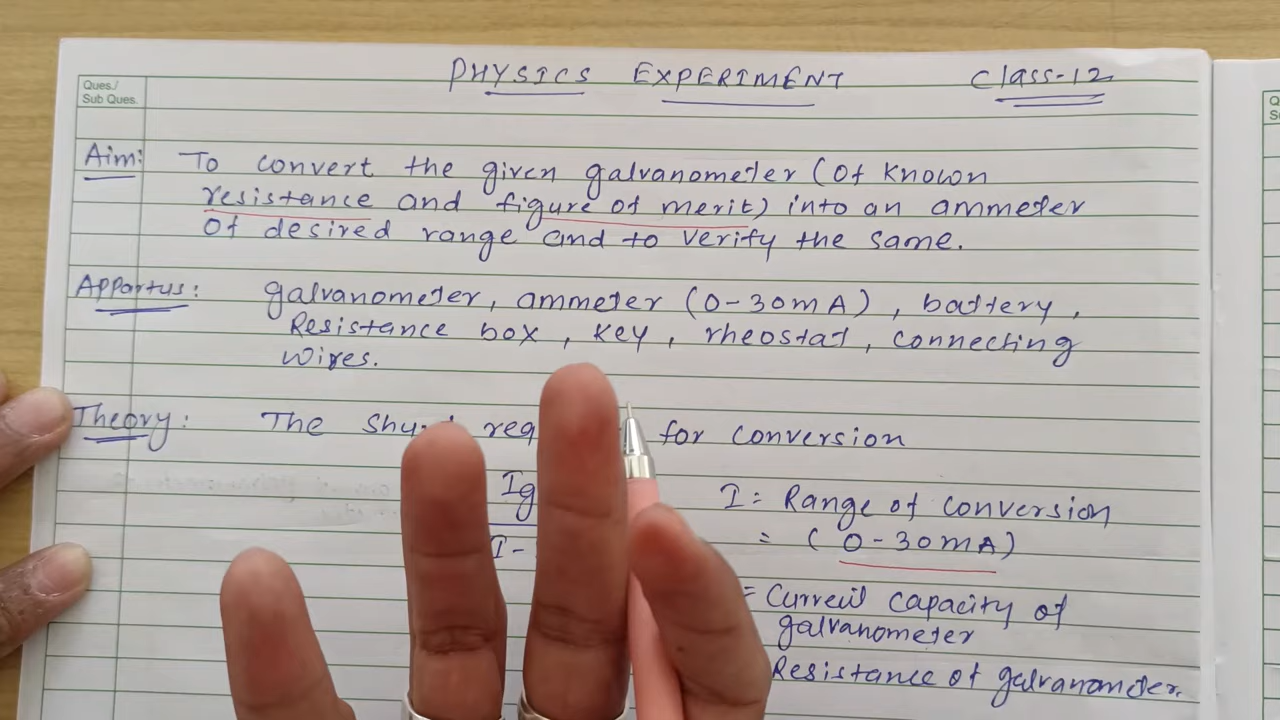 PHYSICS EXPERIMENT Class-12
Ques./
Sub Ques.
Aim: To convert the given galvanometer (Of known
resistance and figure of merit) into an ammeter
Of desired range and to verify the same.
Appartus: galvanometer, ammeter (0-30mA), battery,
Resistance box, key, rheostat, connecting
wires.
Theory: The for conversion
Ig
I-
I = Range of conversion
= (0-30mA)
= Current capacity of
galvanometer
Resistance of galvanometer.